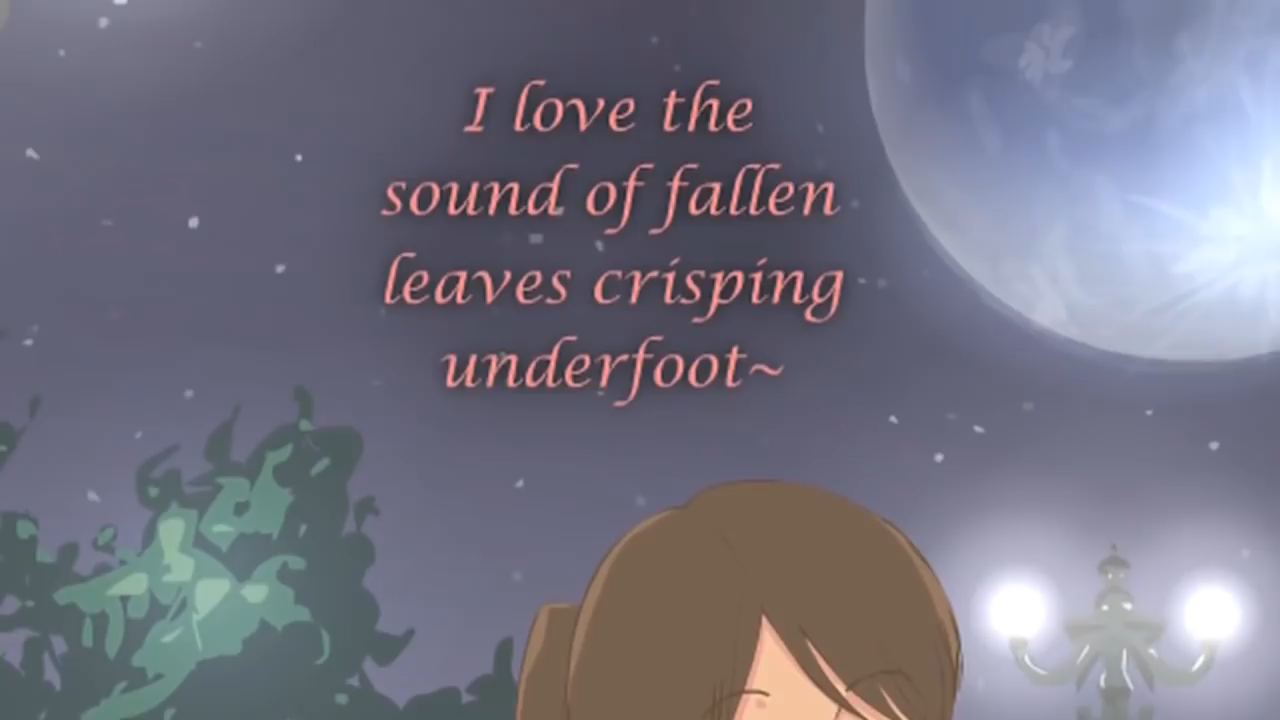 I love the
sound of fallen
leaves crisping
underfoot~